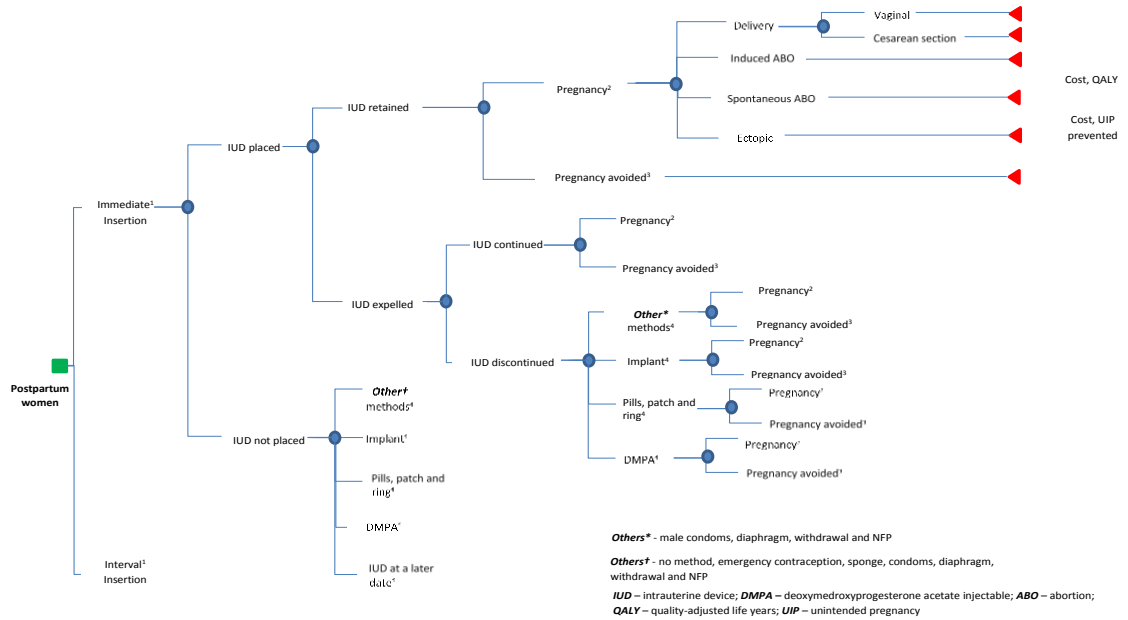 Vaginal
Delivery
Cesarean section
Induced ABO
Cost, QALY
Pregnancy²
Spontaneous ABO
IUD retained
Cost, UIP
prevented
Ectopic
IUD placed
Pregnancy avoided³
Immediate¹
Insertion
Pregnancy²
IUD continued
Pregnancy avoided³
Pregnancy²
IUD expelled
Other*
methods⁴
Pregnancy avoided³
Pregnancy²
IUD discontinued
Implant⁴
Pregnancy avoided³
Postpartum
women
Other†
methods⁴
Pregnancy²
Pills, patch and
ring⁴
Pregnancy avoided³
IUD not placed
Implant⁴
Pregnancy²
DMPA⁴
Pregnancy avoided³
Pills, patch and
ring⁴
DMPA⁴
Interval¹
Insertion
IUD at a later
date⁴
Others* - male condoms, diaphragm, withdrawal and NFP
Others† - no method, emergency contraception, sponge, condoms, diaphragm,
withdrawal and NFP
IUD – intrauterine device; DMPA – deoxymedroxyprogesterone acetate injectable; ABO – abortion;
QALY – quality-adjusted life years; UIP – unintended pregnancy